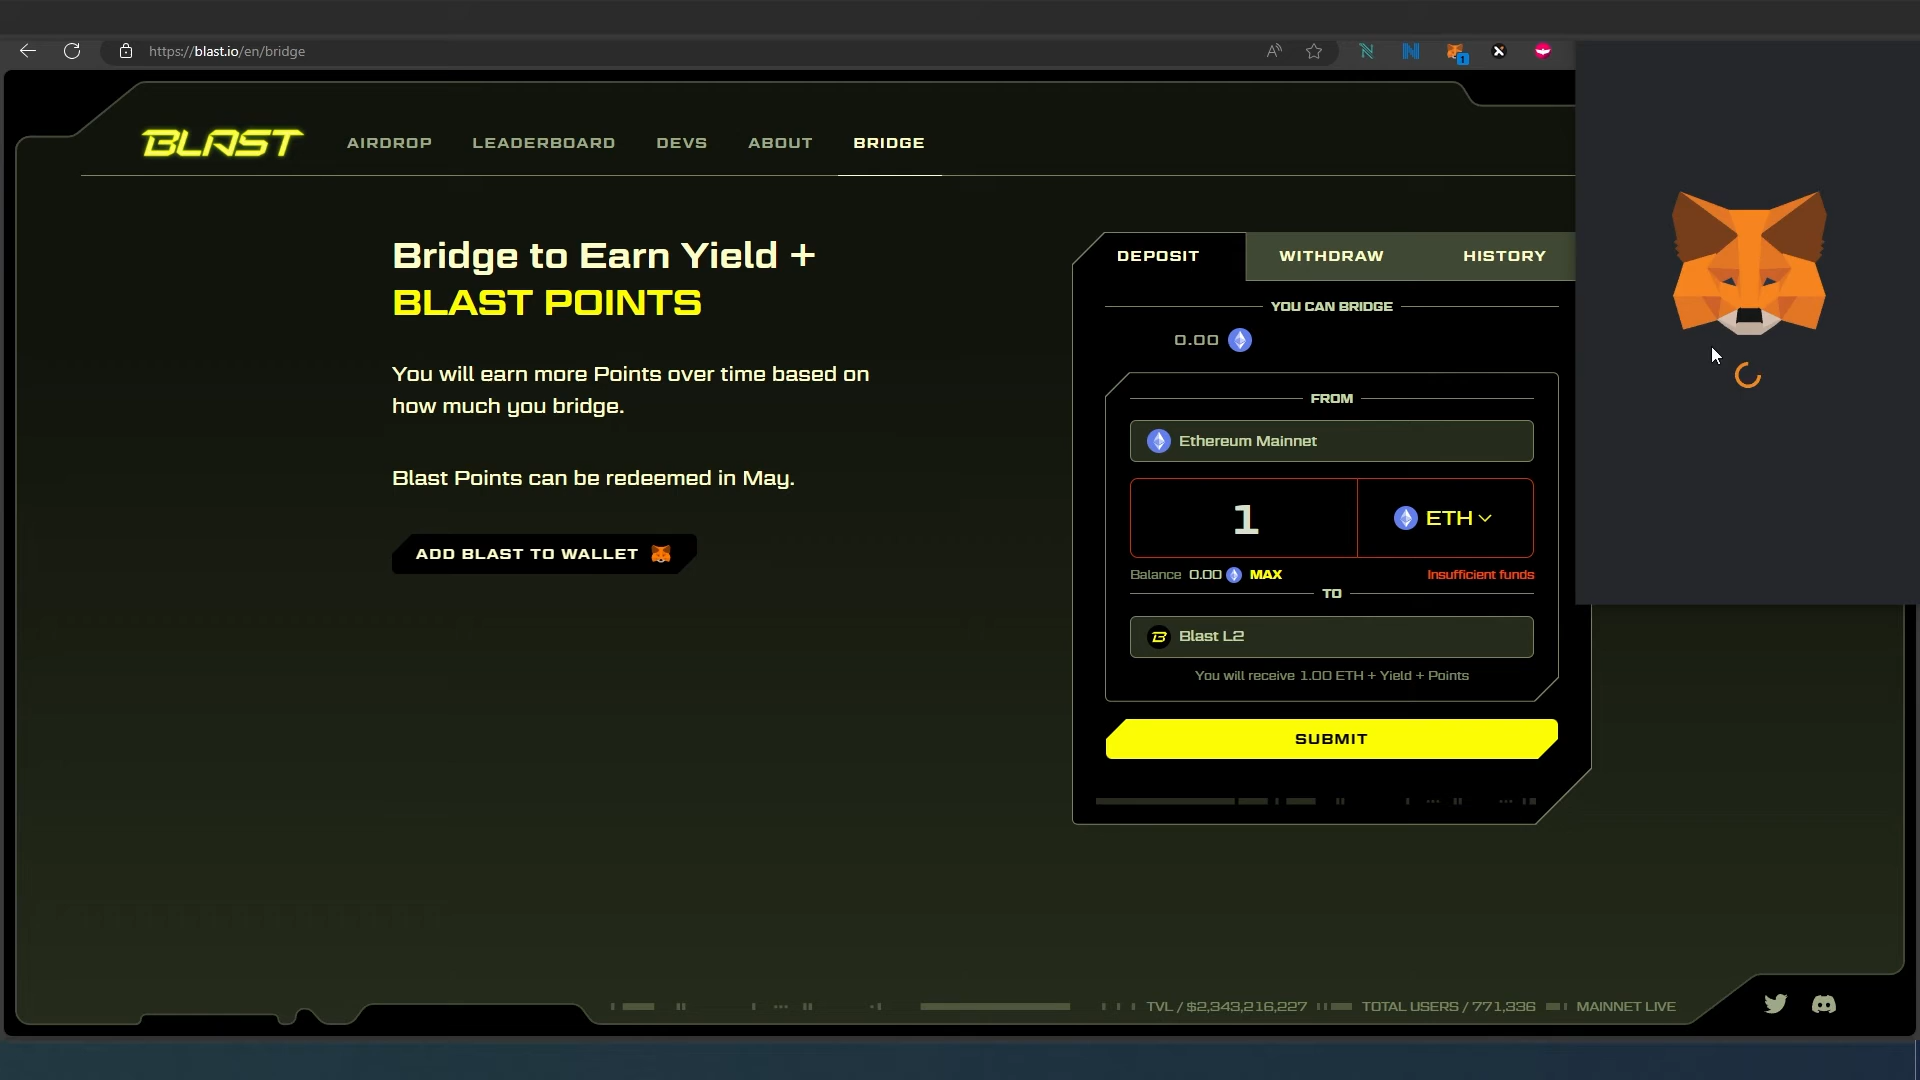 https://blast.io/en/bridge
1
BLAST
AIRDROP
LEADERBOARD
DEVS
ABOUT
BRIDGE
Bridge to Earn Yield +
BLAST POINTS
You will earn more Points over time based on
how much you bridge.
Blast Points can be redeemed in May.
ADD BLAST TO WALLET
DEPOSIT
WITHDRAW
HISTORY
YOU CAN BRIDGE
0.00
FROM
Ethereum Mainnet
1
ETH
Balance 0.00 MAX
Insufficient funds
TO
Blast L2
You will receive 1.00 ETH + Yield + Points
SUBMIT
TVL / $2,343,216,227
TOTAL USERS / 771,336
MAINNET LIVE